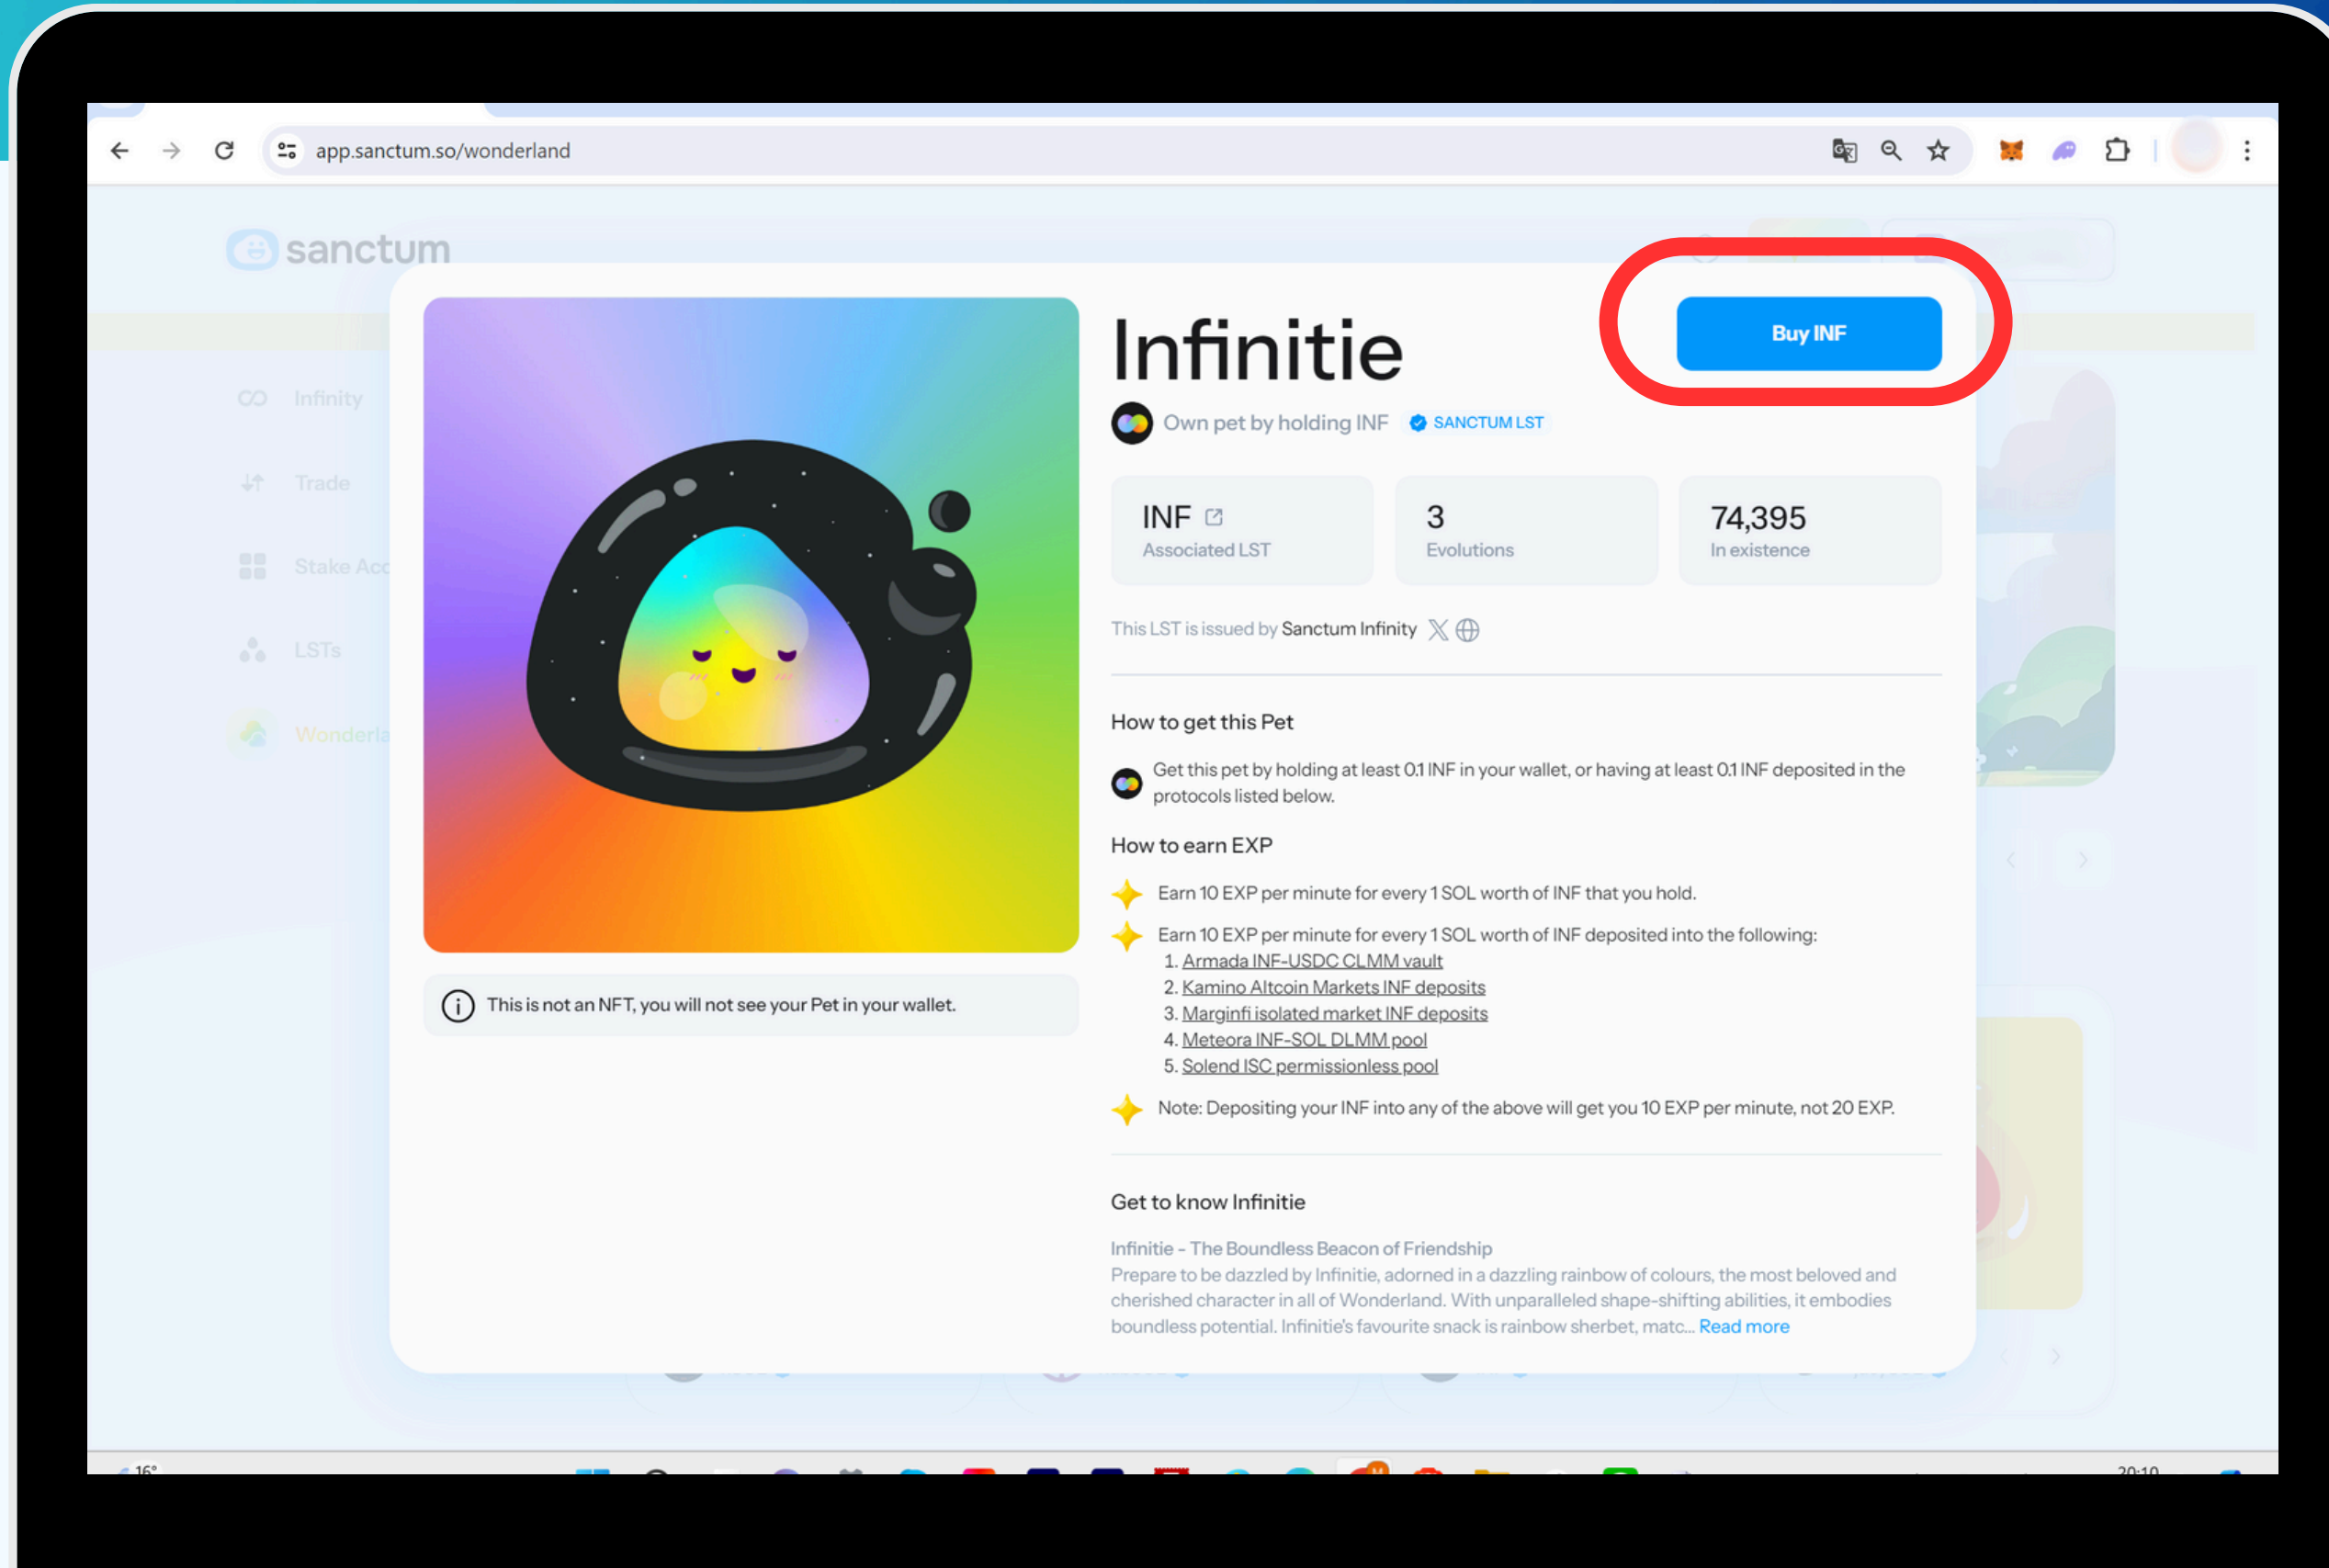 app.sanctum.so/wonderland
sanctum
Infinity
Trade
Stake Acc
LSTs
Wonderla
Infinitie
Buy INF
Own pet by holding INF
SANCTUM LST
INF
Associated LST
3
Evolutions
74,395
In existence
This LST is issued by Sanctum Infinity
How to get this Pet
Get this pet by holding at least 0.1 INF in your wallet, or having at least 0.1 INF deposited in the
protocols listed below.
How to earn EXP
Earn 10 EXP per minute for every 1 SOL worth of INF that you hold.
Earn 10 EXP per minute for every 1 SOL worth of INF deposited into the following:
1. Armada INF-USDC CLMM vault
2. Kamino Altcoin Markets INF deposits
3. Marginfi isolated market INF deposits
4. Meteora INF-SOL DLMM pool
5. Solend ISC permissionless pool
Note: Depositing your INF into any of the above will get you 10 EXP per minute, not 20 EXP.
This is not an NFT, you will not see your Pet in your wallet.
Get to know Infinitie
Infinitie - The Boundless Beacon of Friendship
Prepare to be dazzled by Infinitie, adorned in a dazzling rainbow of colours, the most beloved and
cherished character in all of Wonderland. With unparalleled shape-shifting abilities, it embodies
boundless potential. Infinitie's favourite snack is rainbow sherbet, matc... Read more
16°
20:10